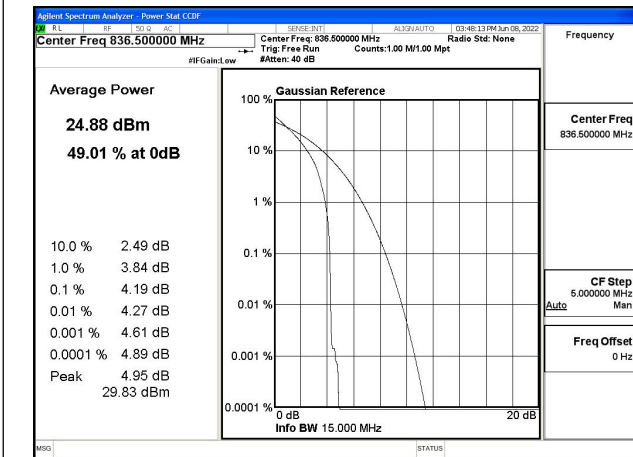 Agilent Spectrum Analyzer - Power Stat CCDF
LXI RL RF 50 Ω AC SENSE:INT ALIGN AUTO 03:48:13 PM Jun 08, 2022
Center Freq 836.500000 MHz
Center Freq: 836.500000 MHz Radio Std: None
Trig: Free Run Counts:1.00 M/1.00 Mpt
#IFGain:Low #Atten: 40 dB
Frequency
Average Power
24.88 dBm
49.01 % at 0dB
10.0 % 2.49 dB
1.0 % 3.84 dB
0.1 % 4.19 dB
0.01 % 4.27 dB
0.001 % 4.61 dB
0.0001 % 4.89 dB
Peak 4.95 dB
29.83 dBm
Gaussian Reference
100 %
10 %
1 %
0.1 %
0.01 %
0.001 %
0.0001 %
0 dB 20 dB
Info BW 15.000 MHz
Center Freq
836.500000 MHz
CF Step
5.000000 MHz
Auto Man
Freq Offset
0 Hz
MSG STATUS